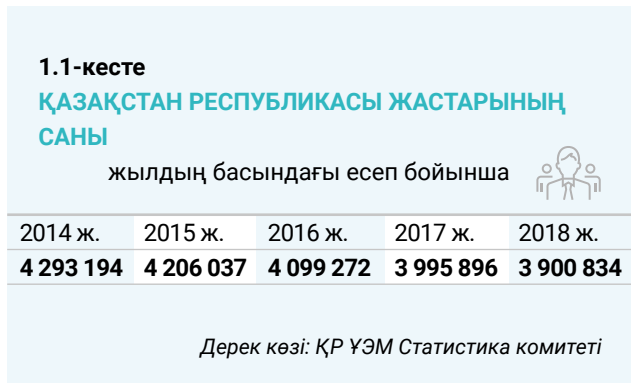 1.1-кесте
ҚАЗАҚСТАН РЕСПУБЛИКАСЫ ЖАСТАРЫНЫҢ
САНЫ
жылдың басындағы есеп бойынша
2014 ж. 2015 ж. 2016 ж. 2017 ж. 2018 ж.
4 293 194 4 206 037 4 099 272 3 995 896 3 900 834
Дерек көзі: ҚР ҰЭМ Статистика комитеті